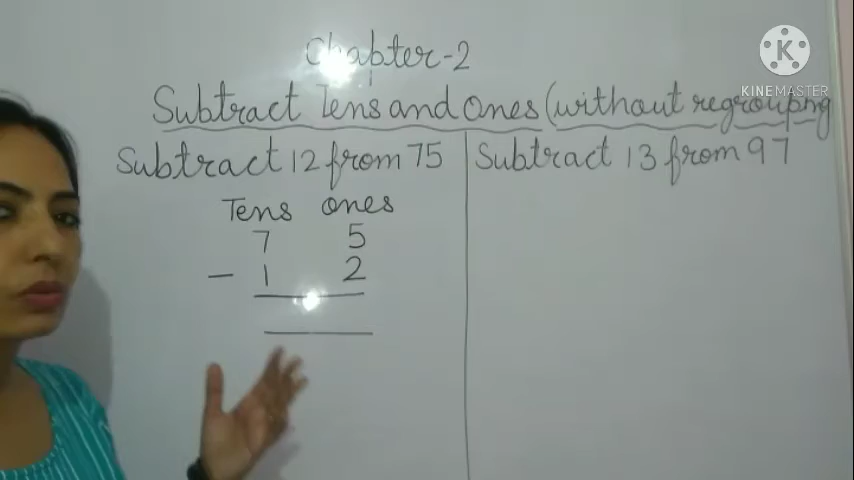 Chapter-2
Subtract Tens and Ones (without regrouping
Subtract 12 from 75
Tens ones
7 5
- 1 2
Subtract 13 from 97
K
KINEMASTER